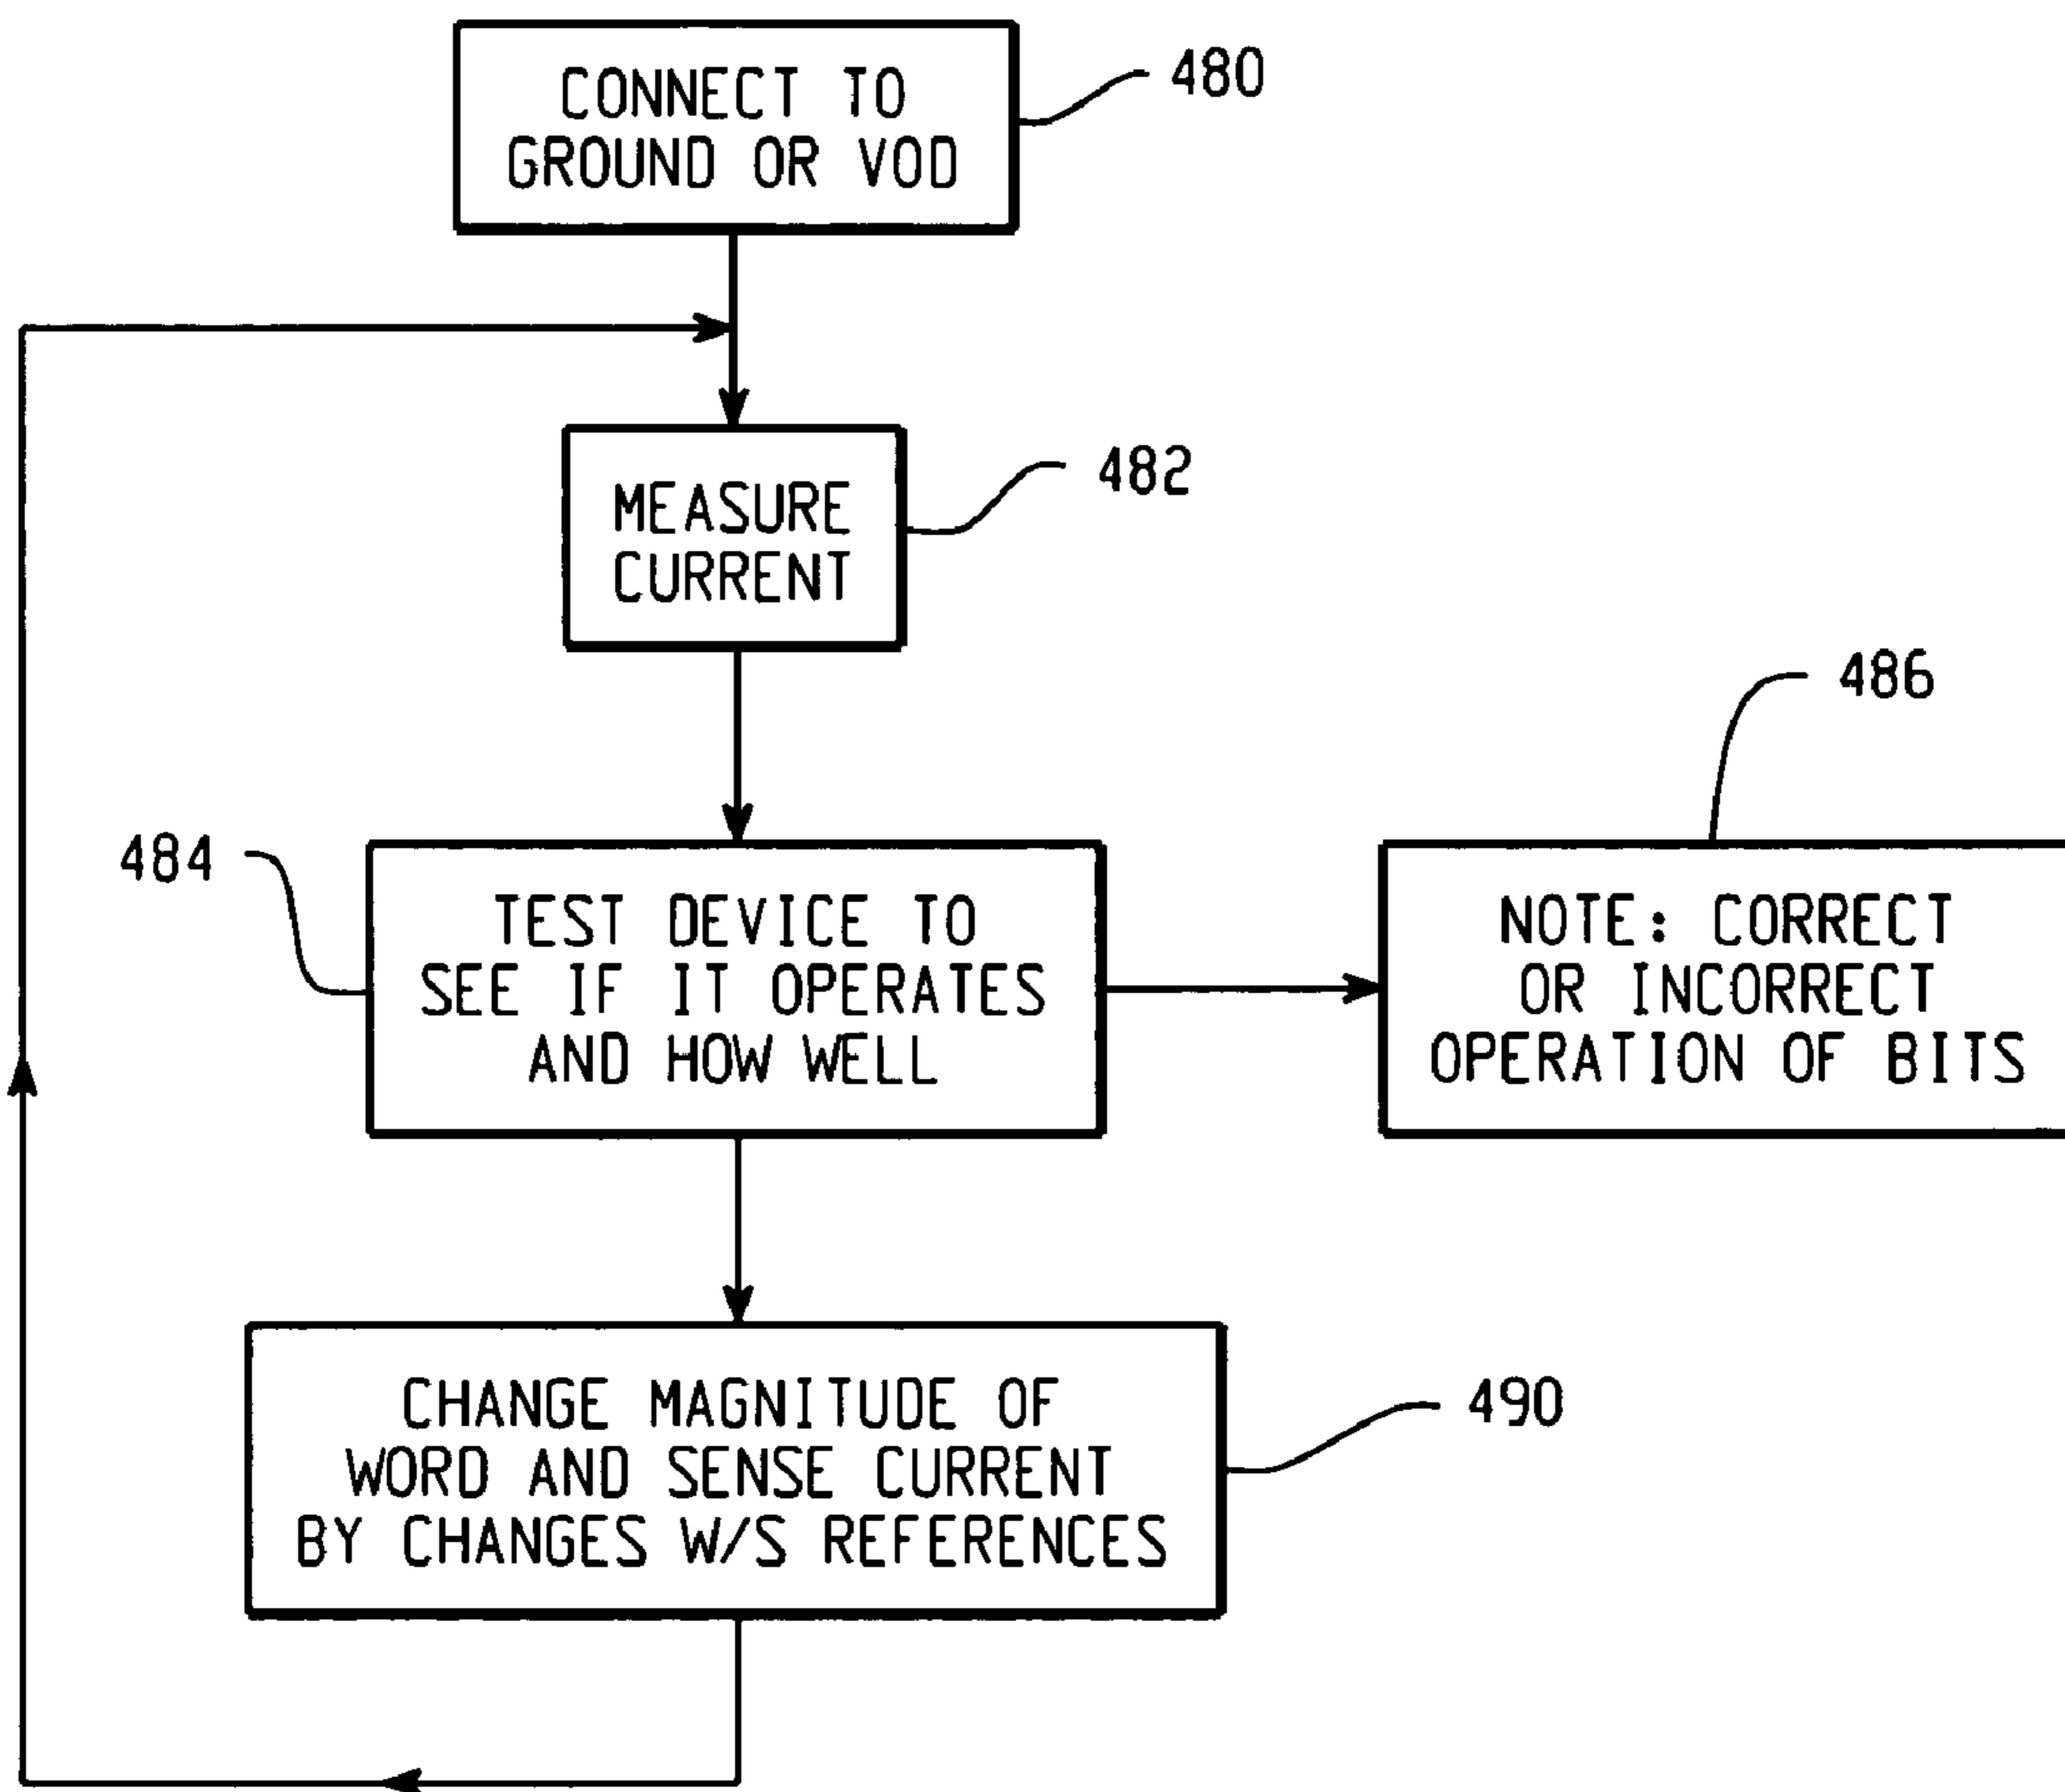 CONNECT TO
GROUND OR VOD
480
MEASURE
CURRENT
482
484
TEST DEVICE TO
SEE IF IT OPERATES
AND HOW WELL
486
NOTE: CORRECT
OR INCORRECT
OPERATION OF BITS
CHANGE MAGNITUDE OF
WORD AND SENSE CURRENT
BY CHANGES W/S REFERENCES
490